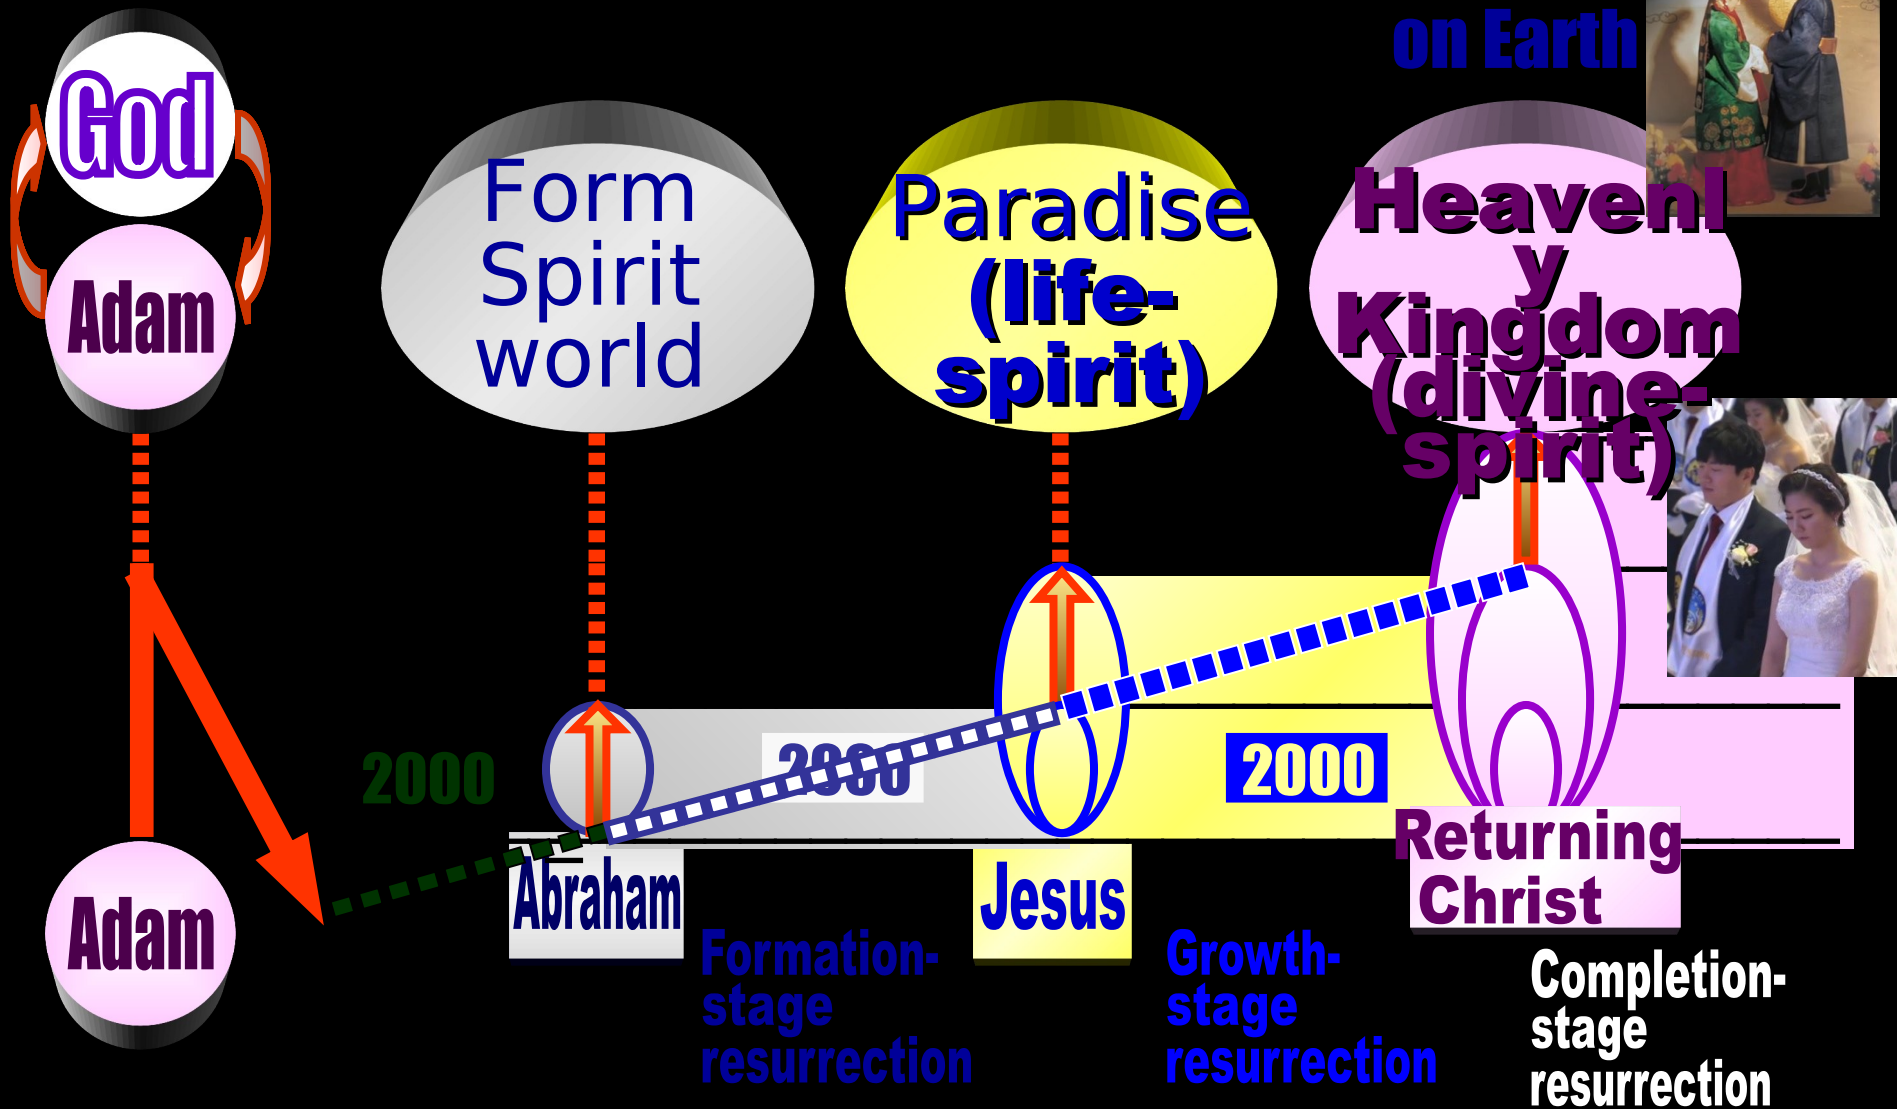 on Earth
God
Adam
Form
Spirit
world
Paradise
(life-
spirit)
Heavenl
y
Kingdom
(divine-
spirit)
2000
2000
2000
Adam
Abraham
Jesus
Returning
Christ
Formation-
stage
resurrection
Growth-
stage
resurrection
Completion-
stage
resurrection